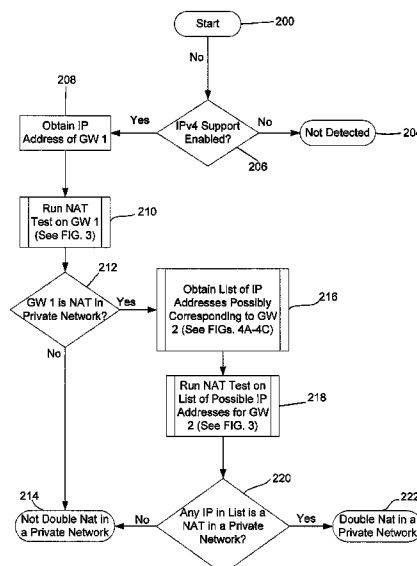 Start
200
No
208
Obtain IP
Address of GW 1
Yes
IPv4 Support
Enabled?
No
Not Detected
204
206
Run NAT
Test on GW 1
(See FIG. 3)
210
212
GW 1 is NAT in
Private Network?
Yes
Obtain List of IP
Addresses Possibly
Corresponding to GW
2 (See FIGs. 4A-4C)
216
No
Run NAT Test on
List of Possible IP
Addresses for GW
2 (See FIG. 3)
218
220
214
Not Double Nat in
a Private Network
No
Any IP in List is a
NAT in a Private
Network?
Yes
222
Double Nat in a
Private Network